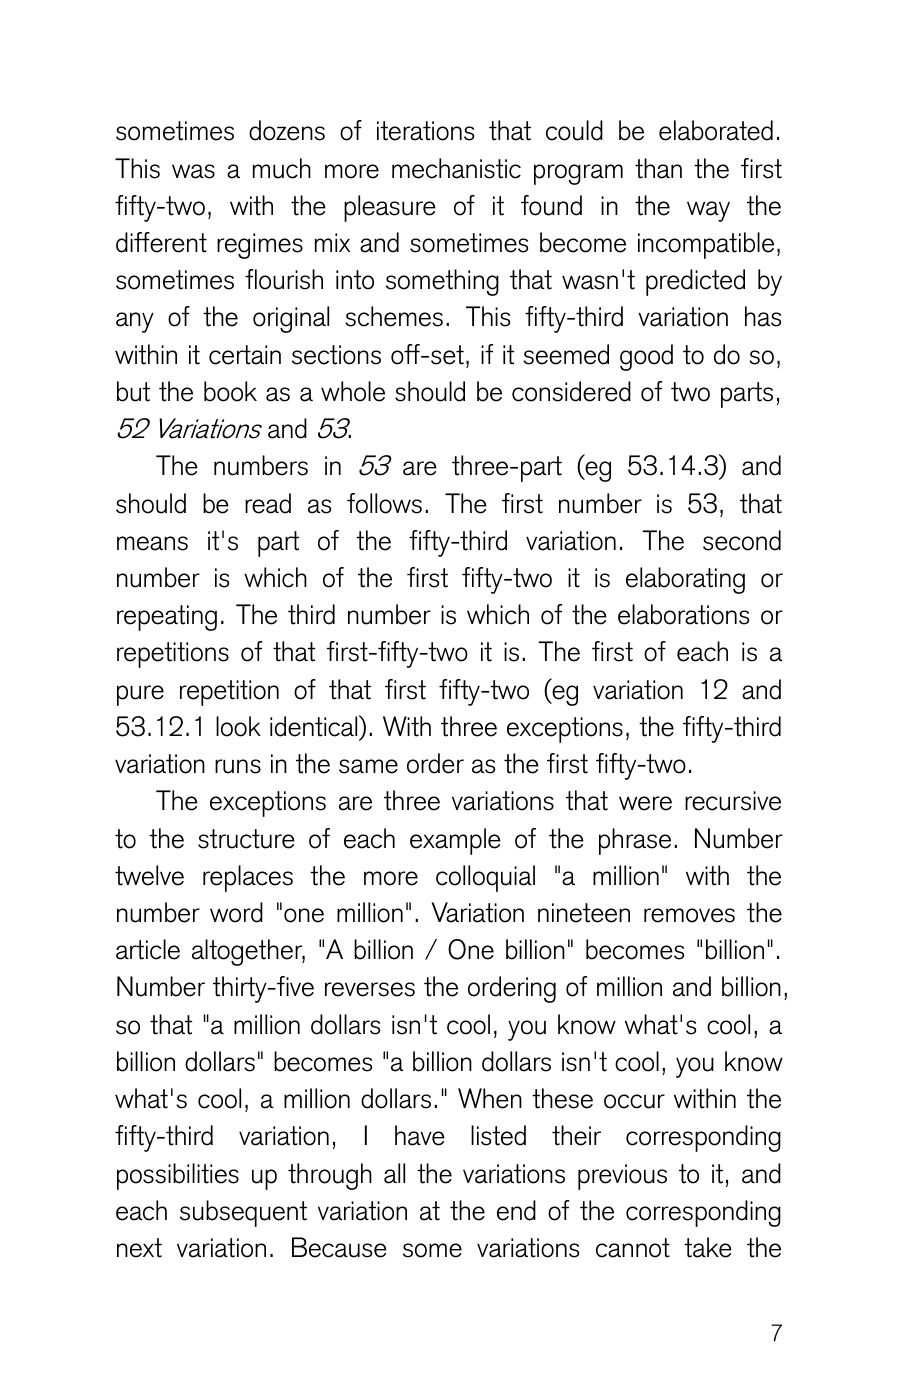 sometimes dozens of iterations that could be elaborated.
This was a much more mechanistic program than the first
fifty-two, with the pleasure of it found in the way the
different regimes mix and sometimes become incompatible,
sometimes flourish into something that wasn't predicted by
any of the original schemes. This fifty-third variation has
within it certain sections off-set, if it seemed good to do so,
but the book as a whole should be considered of two parts,
52 Variations and 53.
The numbers in 53 are three-part (eg 53.14.3) and
should be read as follows. The first number is 53, that
means it's part of the fifty-third variation. The second
number is which of the first fifty-two it is elaborating or
repeating. The third number is which of the elaborations or
repetitions of that first-fifty-two it is. The first of each is a
pure repetition of that first fifty-two (eg variation 12 and
53.12.1 look identical). With three exceptions, the fifty-third
variation runs in the same order as the first fifty-two.
The exceptions are three variations that were recursive
to the structure of each example of the phrase. Number
twelve replaces the more colloquial "a million" with the
number word "one million". Variation nineteen removes the
article altogether, "A billion / One billion" becomes "billion".
Number thirty-five reverses the ordering of million and billion,
so that "a million dollars isn't cool, you know what's cool, a
billion dollars" becomes "a billion dollars isn't cool, you know
what's cool, a million dollars." When these occur within the
fifty-third variation, I have listed their corresponding
possibilities up through all the variations previous to it, and
each subsequent variation at the end of the corresponding
next variation. Because some variations cannot take the
7